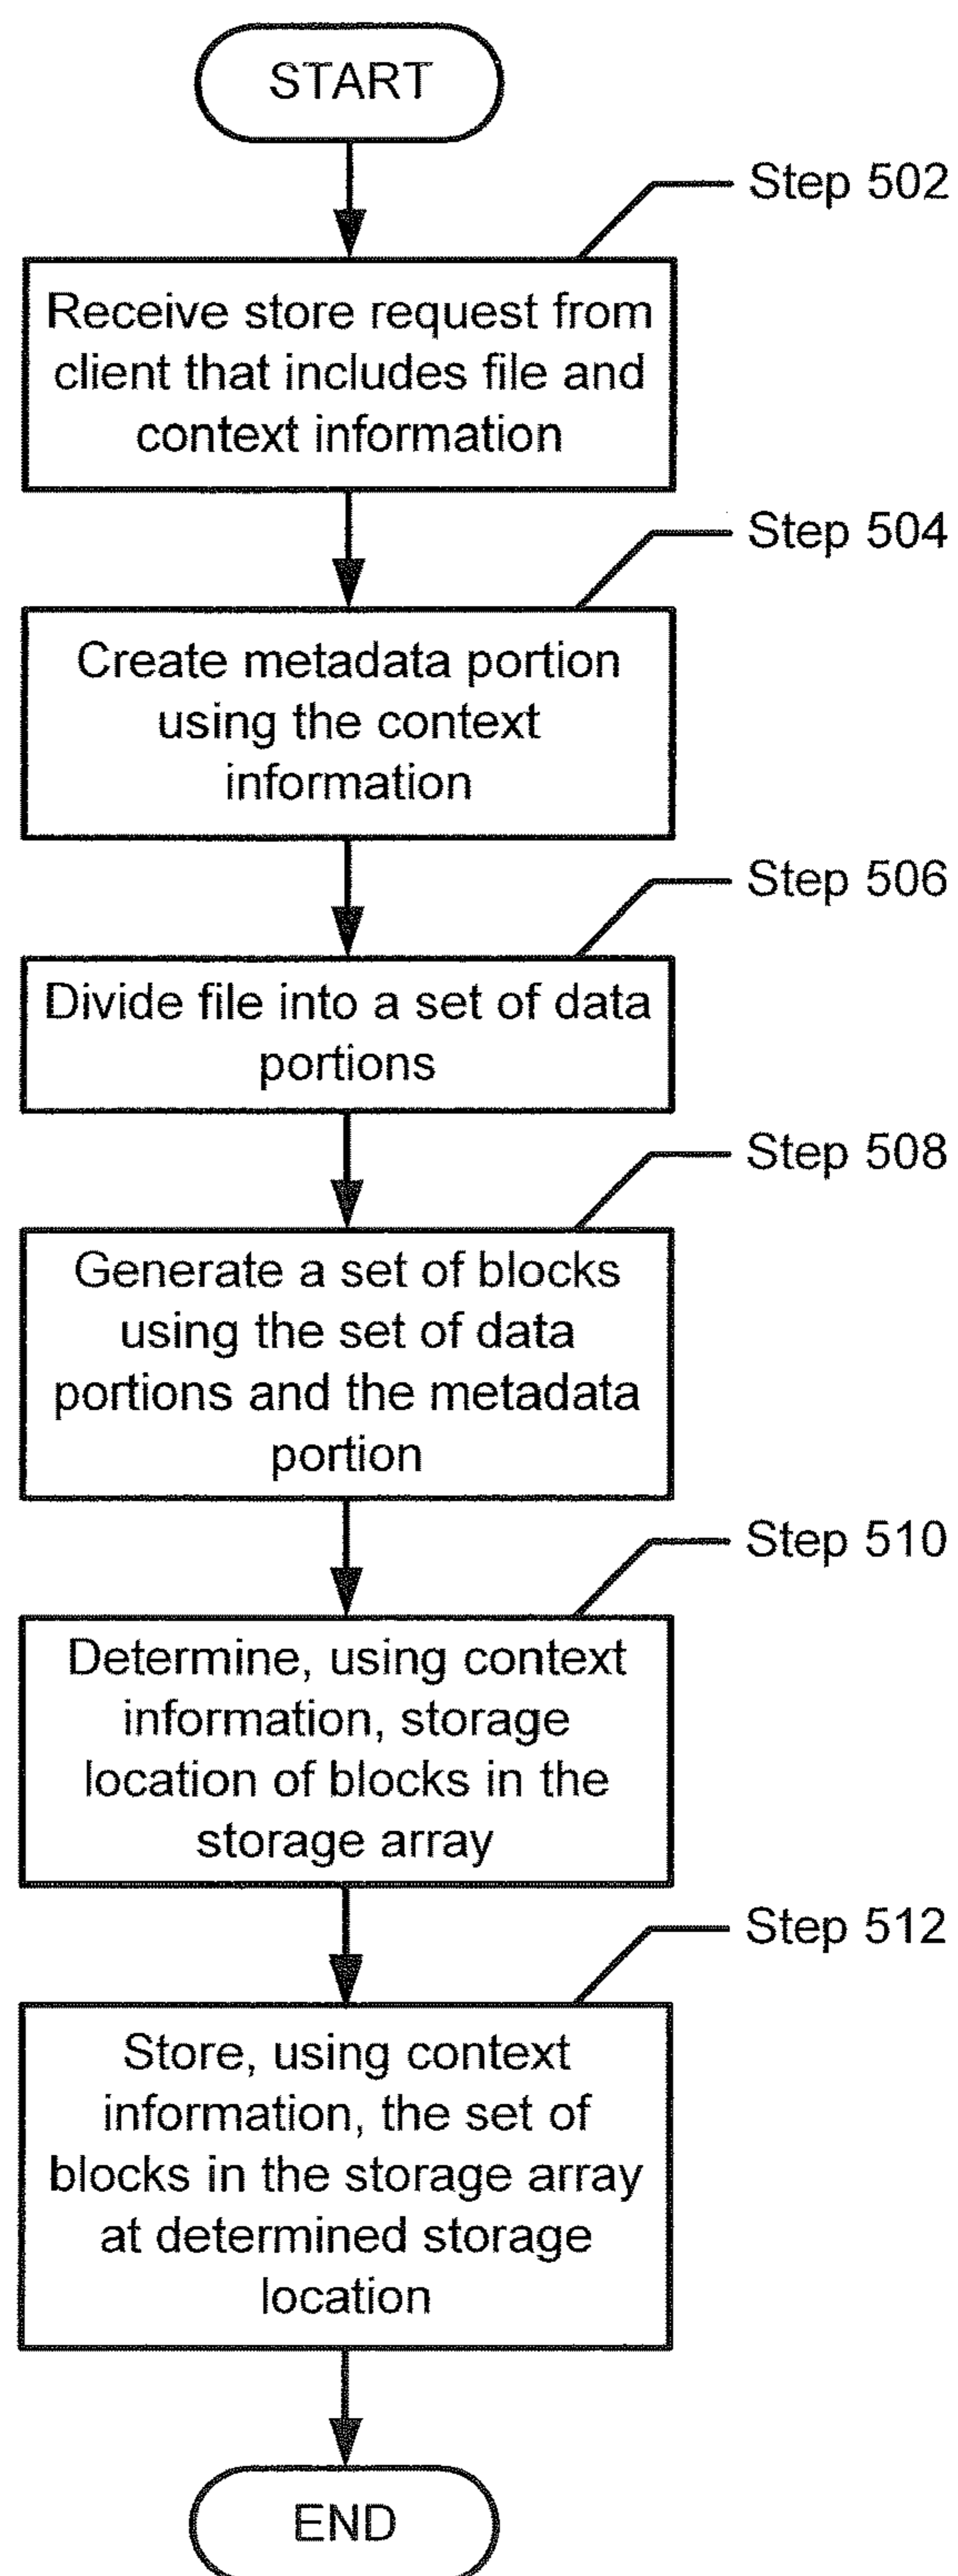 START
Step 502
Receive store request from
client that includes file and
context information
Step 504
Create metadata portion
using the context
information
Step 506
Divide file into a set of data
portions
Step 508
Generate a set of blocks
using the set of data
portions and the metadata
portion
Step 510
Determine, using context
information, storage
location of blocks in the
storage array
Step 512
Store, using context
information, the set of
blocks in the storage array
at determined storage
location
END